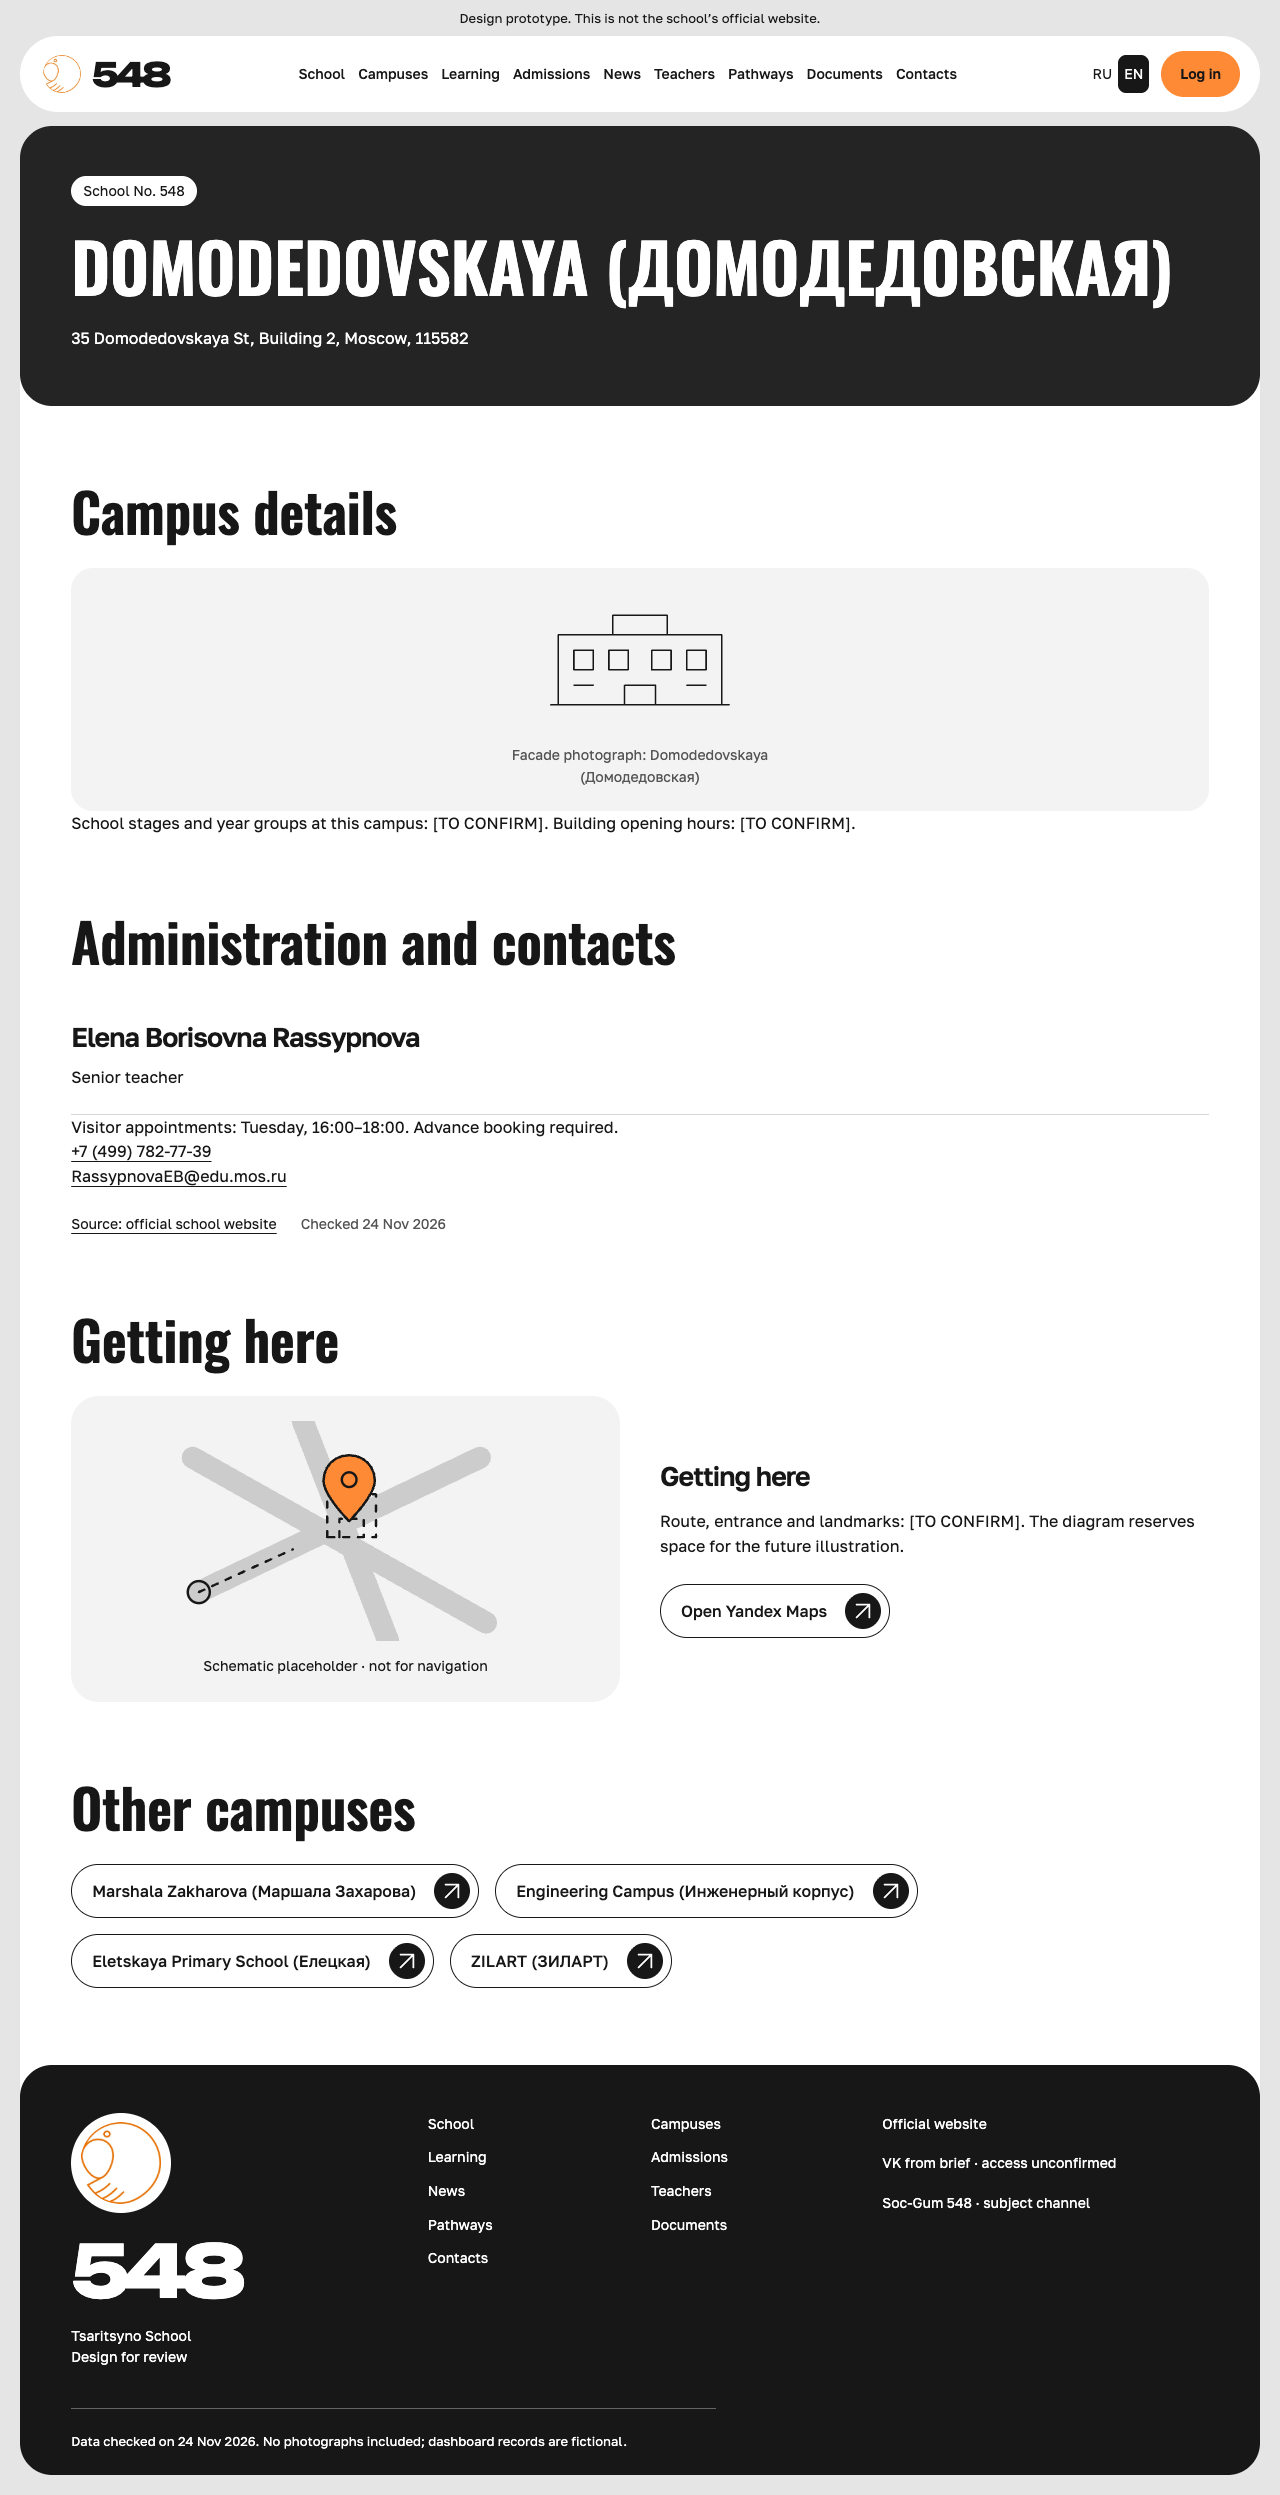 Design prototype. This is not the school’s official website.
548
School Campuses Learning Admissions News Teachers Pathways Documents Contacts
RU EN Log in
School No. 548
DOMODEDOVSKAYA (ДОМОДЕДОВСКАЯ)
35 Domodedovskaya St, Building 2, Moscow, 115582
Campus details
Facade photograph: Domodedovskaya
(Домодедовская)
School stages and year groups at this campus: [TO CONFIRM]. Building opening hours: [TO CONFIRM].
Administration and contacts
Elena Borisovna Rassypnova
Senior teacher
Visitor appointments: Tuesday, 16:00–18:00. Advance booking required.
+7 (499) 782-77-39
RassypnovaEB@edu.mos.ru
Source: official school website Checked 24 Nov 2026
Getting here
Schematic placeholder · not for navigation
Getting here
Route, entrance and landmarks: [TO CONFIRM]. The diagram reserves
space for the future illustration.
Open Yandex Maps
Other campuses
Marshala Zakharova (Маршала Захарова)
Engineering Campus (Инженерный корпус)
Eletskaya Primary School (Елецкая)
ZILART (ЗИЛАРТ)
548
Tsaritsyno School
Design for review
School
Learning
News
Pathways
Contacts
Campuses
Admissions
Teachers
Documents
Official website
VK from brief · access unconfirmed
Soc-Gum 548 · subject channel
Data checked on 24 Nov 2026. No photographs included; dashboard records are fictional.